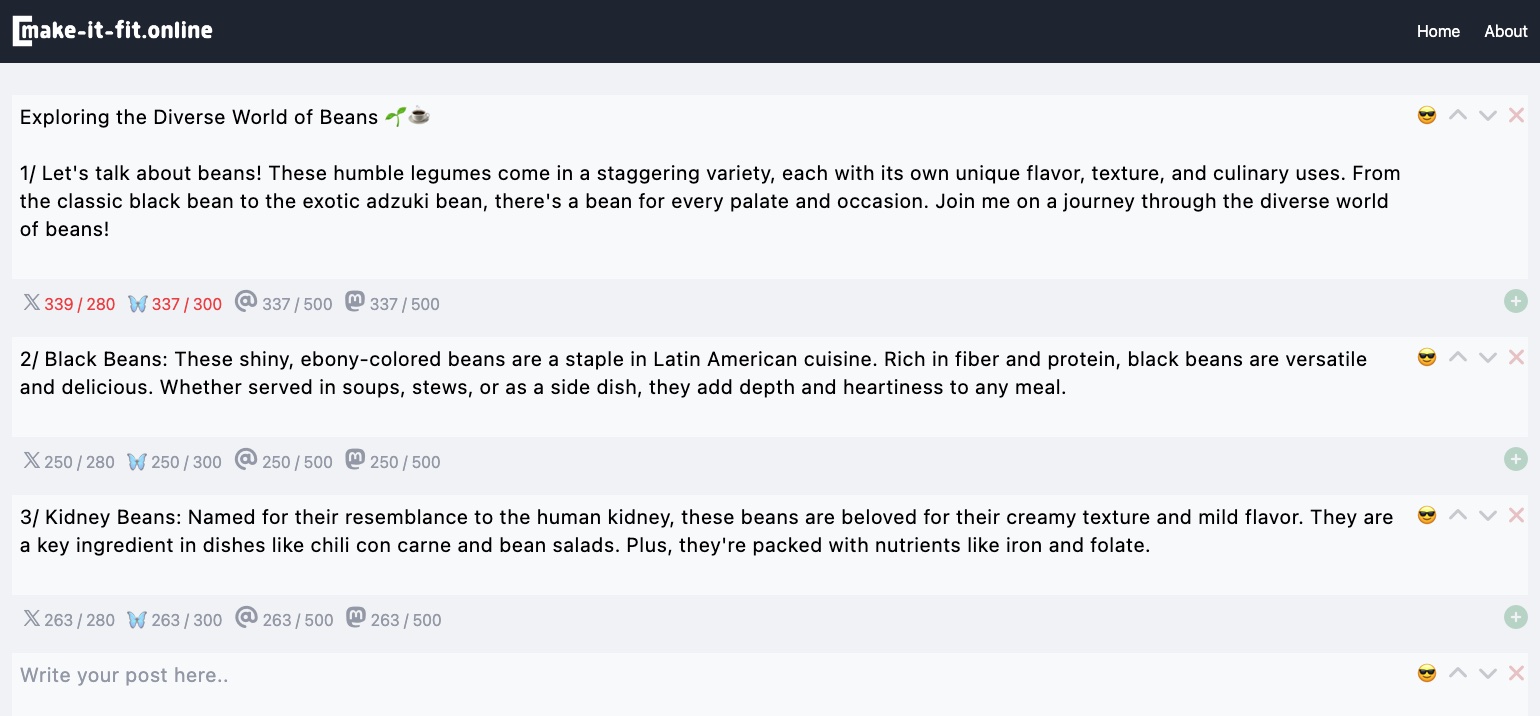 make-it-fit.online
Home About
Exploring the Diverse World of Beans 🌱☕
1/ Let's talk about beans! These humble legumes come in a staggering variety, each with its own unique flavor, texture, and culinary uses. From
the classic black bean to the exotic adzuki bean, there's a bean for every palate and occasion. Join me on a journey through the diverse world
of beans!
339 / 280 337 / 300 337 / 500 337 / 500
2/ Black Beans: These shiny, ebony-colored beans are a staple in Latin American cuisine. Rich in fiber and protein, black beans are versatile
and delicious. Whether served in soups, stews, or as a side dish, they add depth and heartiness to any meal.
250 / 280 250 / 300 250 / 500 250 / 500
3/ Kidney Beans: Named for their resemblance to the human kidney, these beans are beloved for their creamy texture and mild flavor. They are
a key ingredient in dishes like chili con carne and bean salads. Plus, they're packed with nutrients like iron and folate.
263 / 280 263 / 300 263 / 500 263 / 500
Write your post here..